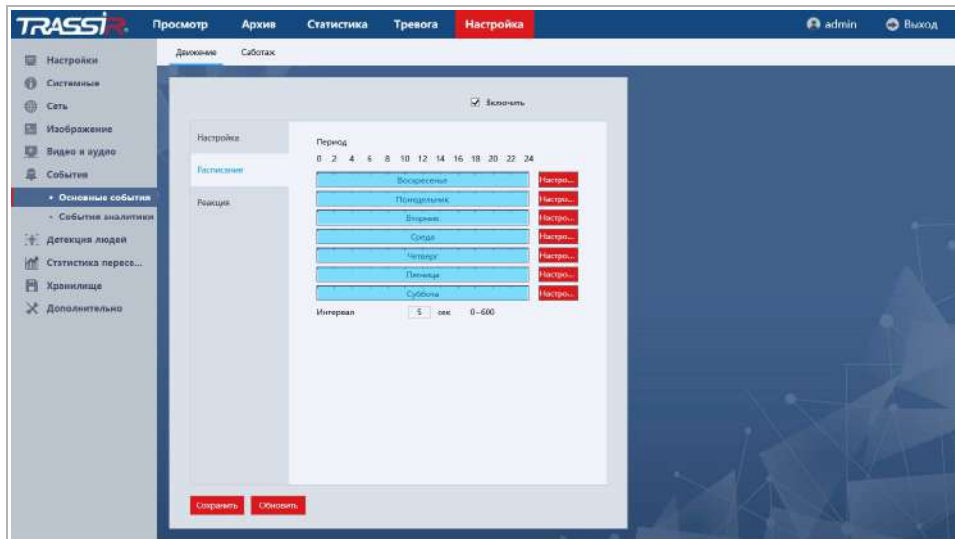 TRASSIR Просмотр Архив Статистика Тревога Настройка admin Выход
Движение Саботаж
Настройки
Системные
Сеть
Изображение
Видео и аудио
События
• Основные события
- События аналитики
Детекция людей
Статистика пересе...
Хранилище
Дополнительно
Включить
Настройка
Расписание
Реакция
Период
0 2 4 6 8 10 12 14 16 18 20 22 24
Воскресенье Настро...
Понедельник Настро...
Вторник Настро...
Среда Настро...
Четверг Настро...
Пятница Настро...
Суббота Настро...
Интервал 5 сек 0~600
Сохранить Обновить